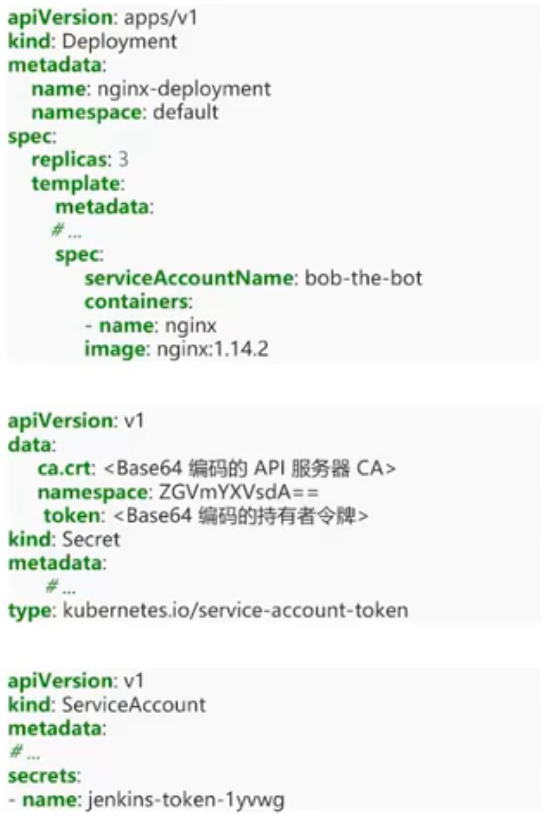 apiVersion: apps/v1
kind: Deployment
metadata:
name: nginx-deployment
namespace: default
spec:
replicas: 3
template:
metadata:
# ...
spec:
serviceAccountName: bob-the-bot
containers:
- name: nginx
image: nginx:1.14.2
apiVersion: v1
data:
ca.crt: <Base64 编码的 API 服务器 CA>
namespace: ZGVmYXVsdA==
token: <Base64 编码的持有者令牌>
kind: Secret
metadata:
# ...
type: kubernetes.io/service-account-token
apiVersion: v1
kind: ServiceAccount
metadata:
# ...
secrets:
- name: jenkins-token-1yvwg